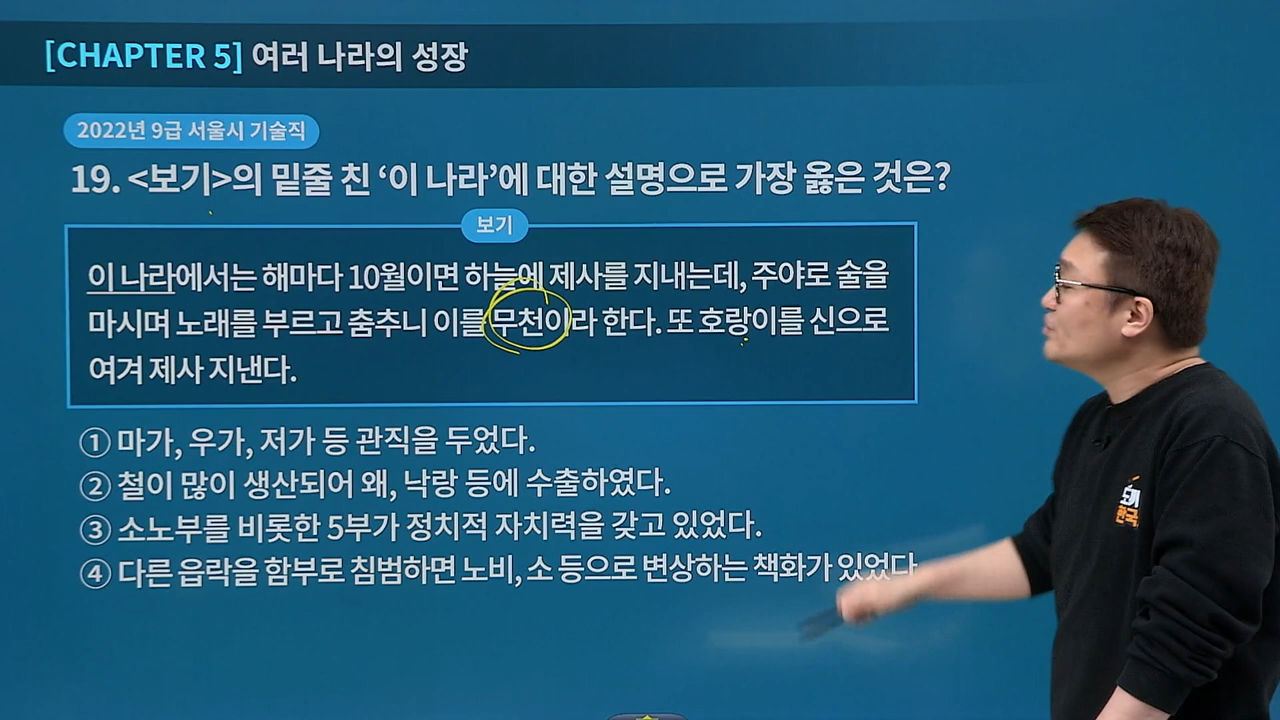 [CHAPTER 5] 여러 나라의 성장
2022년 9급 서울시 기술직
19. <보기>의 밑줄 친 ‘이 나라’에 대한 설명으로 가장 옳은 것은?
보기
이 나라에서는 해마다 10월이면 하늘에 제사를 지내는데, 주야로 술을
마시며 노래를 부르고 춤추니 이를 무천이라 한다. 또 호랑이를 신으로
여겨 제사 지낸다.
① 마가, 우가, 저가 등 관직을 두었다.
② 철이 많이 생산되어 왜, 낙랑 등에 수출하였다.
③ 소노부를 비롯한 5부가 정치적 자치력을 갖고 있었다.
④ 다른 읍락을 함부로 침범하면 노비, 소 등으로 변상하는 책화가 있었다